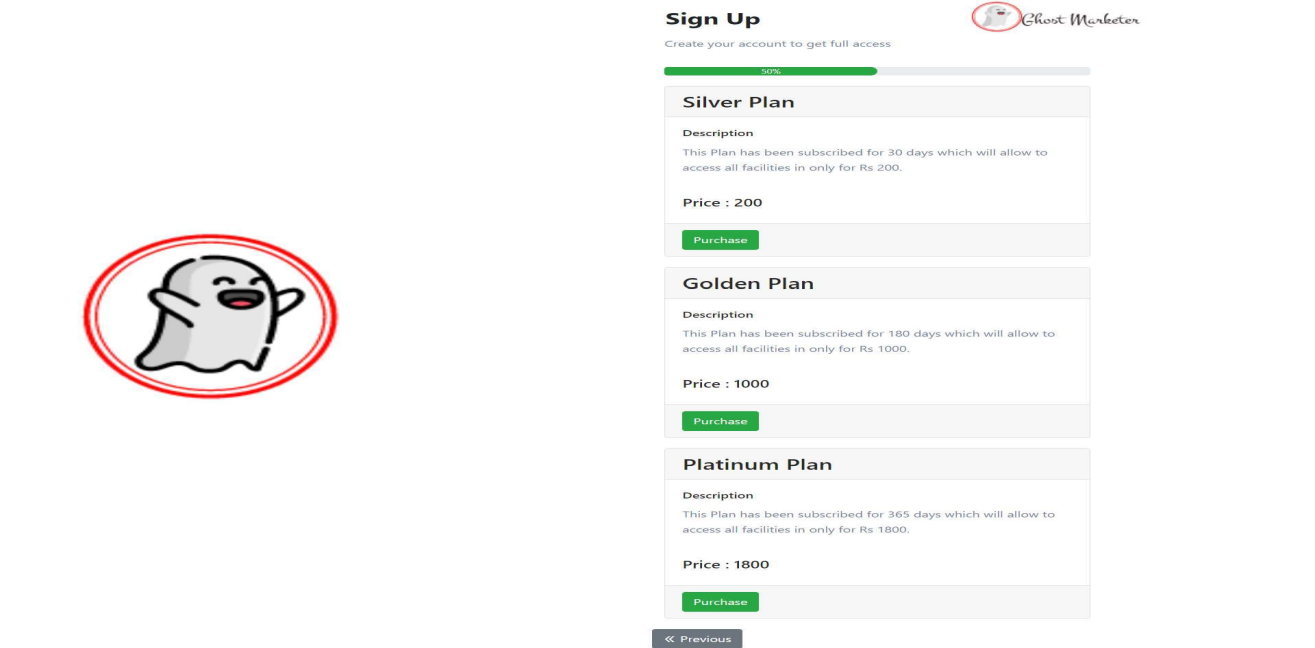 Sign Up
Ghost Marketer
Create your account to get full access
50%
Silver Plan
Description
This Plan has been subscribed for 30 days which will allow to
access all facilities in only for Rs 200.
Price : 200
Purchase
Golden Plan
Description
This Plan has been subscribed for 180 days which will allow to
access all facilities in only for Rs 1000.
Price : 1000
Purchase
Platinum Plan
Description
This Plan has been subscribed for 365 days which will allow to
access all facilities in only for Rs 1800.
Price : 1800
Purchase
« Previous